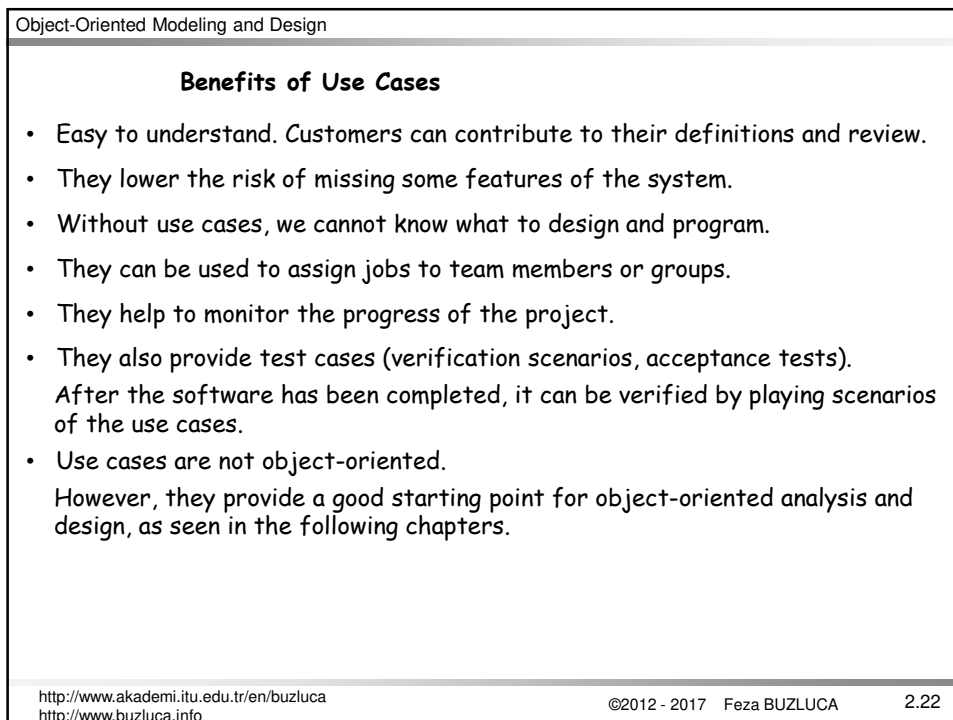 Object-Oriented Modeling and Design
Benefits of Use Cases
• Easy to understand. Customers can contribute to their definitions and review.
• They lower the risk of missing some features of the system.
• Without use cases, we cannot know what to design and program.
• They can be used to assign jobs to team members or groups.
• They help to monitor the progress of the project.
• They also provide test cases (verification scenarios, acceptance tests).
After the software has been completed, it can be verified by playing scenarios
of the use cases.
• Use cases are not object-oriented.
However, they provide a good starting point for object-oriented analysis and
design, as seen in the following chapters.
http://www.akademi.itu.edu.tr/en/buzluca
http://www.buzluca.info
©2012 - 2017 Feza BUZLUCA 2.22